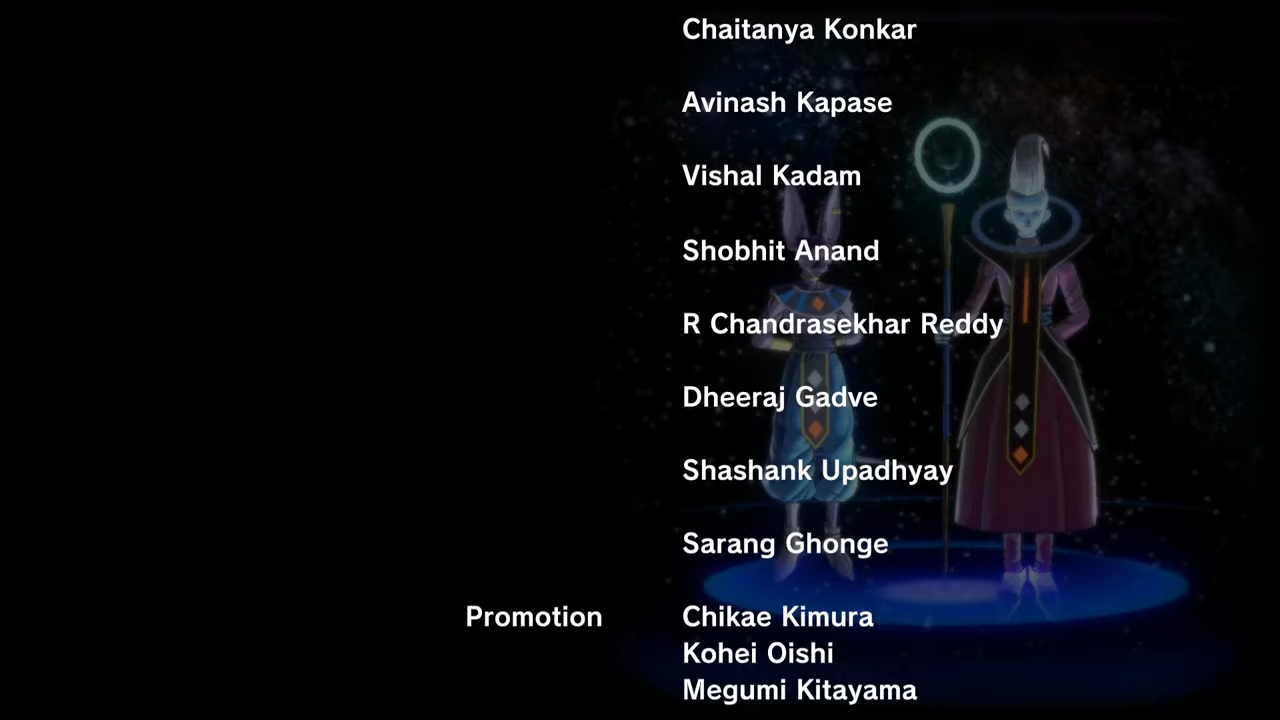 Chaitanya Konkar
Avinash Kapase
Vishal Kadam
Shobhit Anand
R Chandrasekhar Reddy
Dheeraj Gadve
Shashank Upadhyay
Sarang Ghonge
Promotion Chikae Kimura
Kohei Oishi
Megumi Kitayama